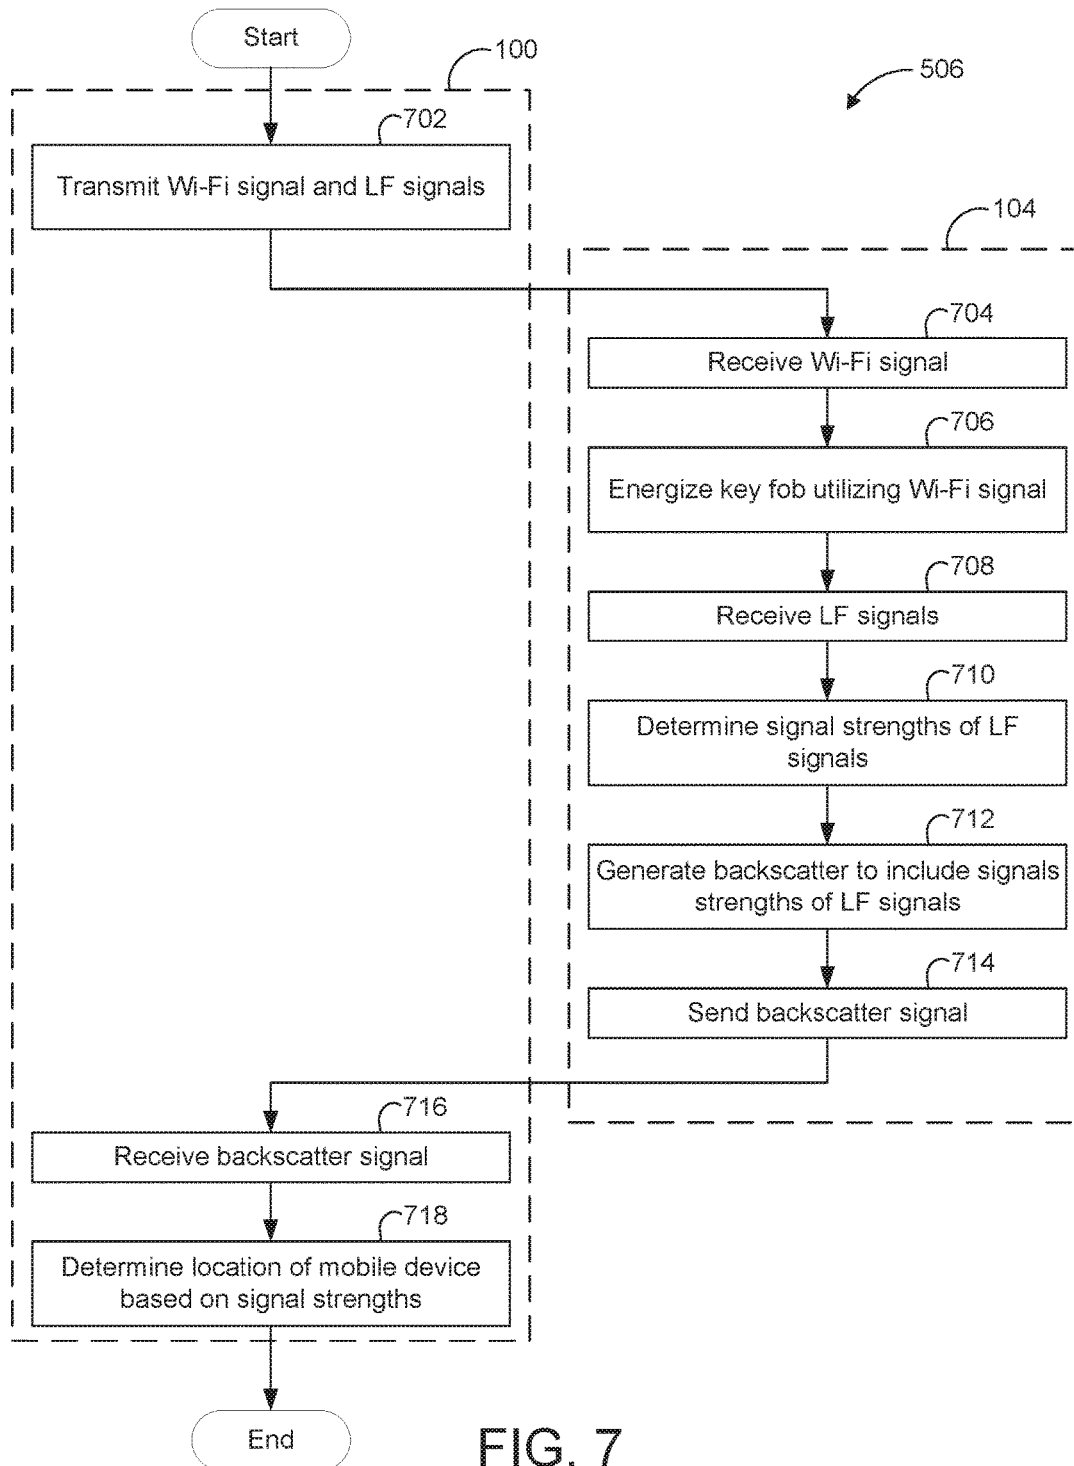 Start
100
506
702
Transmit Wi-Fi signal and LF signals
104
704
Receive Wi-Fi signal
706
Energize key fob utilizing Wi-Fi signal
708
Receive LF signals
710
Determine signal strengths of LF
signals
712
Generate backscatter to include signals
strengths of LF signals
714
Send backscatter signal
716
Receive backscatter signal
718
Determine location of mobile device
based on signal strengths
End
FIG. 7